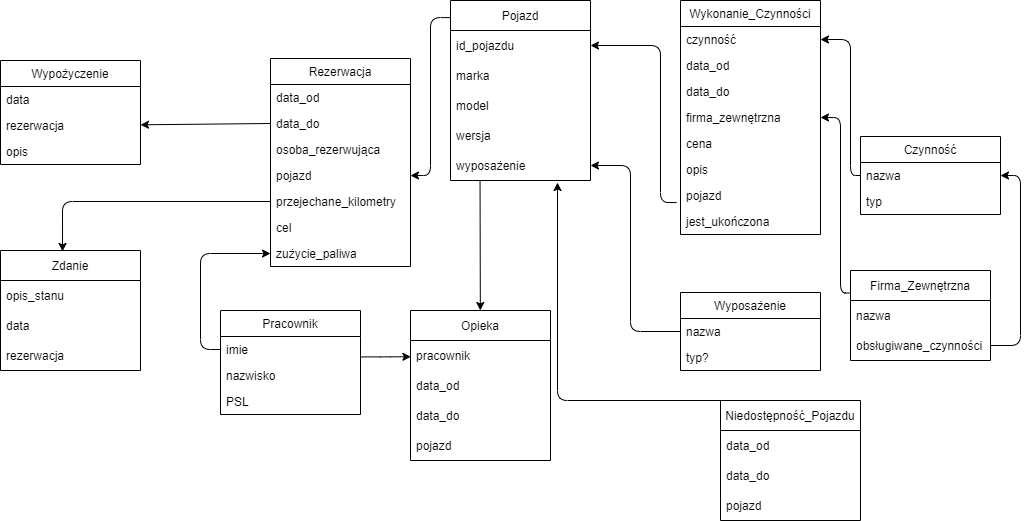 Wypożyczenie
data
rezerwacja
opis
Rezerwacja
data_od
data_do
osoba_rezerwująca
pojazd
przejechane_kilometry
cel
zużycie_paliwa
Pojazd
id_pojazdu
marka
model
wersja
wyposażenie
Wykonanie_Czynności
czynność
data_od
data_do
firma_zewnętrzna
cena
opis
pojazd
jest_ukończona
Czynność
nazwa
typ
Zdanie
opis_stanu
data
rezerwacja
Pracownik
imie
nazwisko
PSL
Opieka
pracownik
data_od
data_do
pojazd
Wyposażenie
nazwa
typ?
Firma_Zewnętrzna
nazwa
obsługiwane_czynności
Niedostępność_Pojazdu
data_od
data_do
pojazd